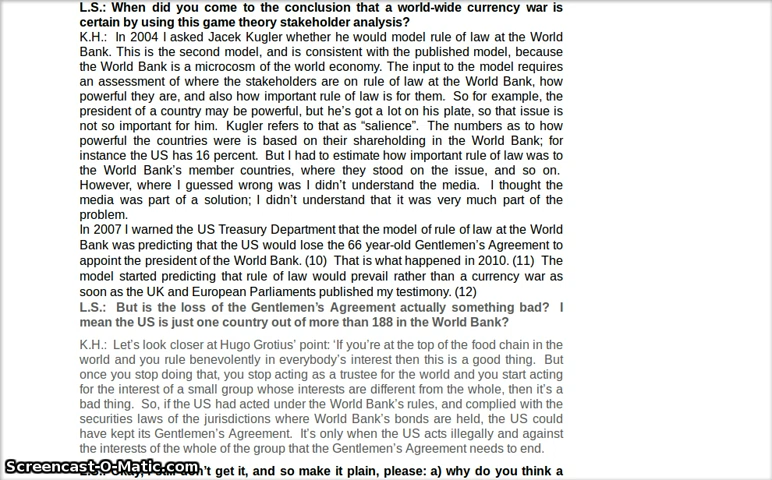 L.S.: When did you come to the conclusion that a world-wide currency war is
certain by using this game theory stakeholder analysis?
K.H.: In 2004 I asked Jacek Kugler whether he would model rule of law at the World
Bank. This is the second model, and is consistent with the published model, because
the World Bank is a microcosm of the world economy. The input to the model requires
an assessment of where the stakeholders are on rule of law at the World Bank, how
powerful they are, and also how important rule of law is for them. So for example, the
president of a country may be powerful, but he's got a lot on his plate, so that issue is
not so important for him. Kugler refers to that as “salience”. The numbers as to how
powerful the countries were is based on their shareholding in the World Bank; for
instance the US has 16 percent. But I had to estimate how important rule of law was to
the World Bank's member countries, where they stood on the issue, and so on.
However, where I guessed wrong was I didn't understand the media. I thought the
media was part of a solution; I didn't understand that it was very much part of the
problem.
In 2007 I warned the US Treasury Department that the model of rule of law at the World
Bank was predicting that the US would lose the 66 year-old Gentlemen's Agreement to
appoint the president of the World Bank. (10) That is what happened in 2010. (11) The
model started predicting that rule of law would prevail rather than a currency war as
soon as the UK and European Parliaments published my testimony. (12)
L.S.: But is the loss of the Gentlemen's Agreement actually something bad? I
mean the US is just one country out of more than 188 in the World Bank?
K.H.: Let's look closer at Hugo Grotius' point: 'If you're at the top of the food chain in the
world and you rule benevolently in everybody's interest then this is a good thing. But
once you stop doing that, you stop acting as a trustee for the world and you start acting
for the interest of a small group whose interests are different from the whole, then it's a
bad thing. So, if the US had acted under the World Bank's rules, and complied with the
securities laws of the jurisdictions where World Bank's bonds are held, the US could
have kept its Gentlemen's Agreement. It's only when the US acts illegally and against
the interests of the whole of the group that the Gentlemen's Agreement needs to end.
L.S.: Okay, I still don't get it, and so make it plain, please: a) why do you think a
Screencast-O-Matic.com